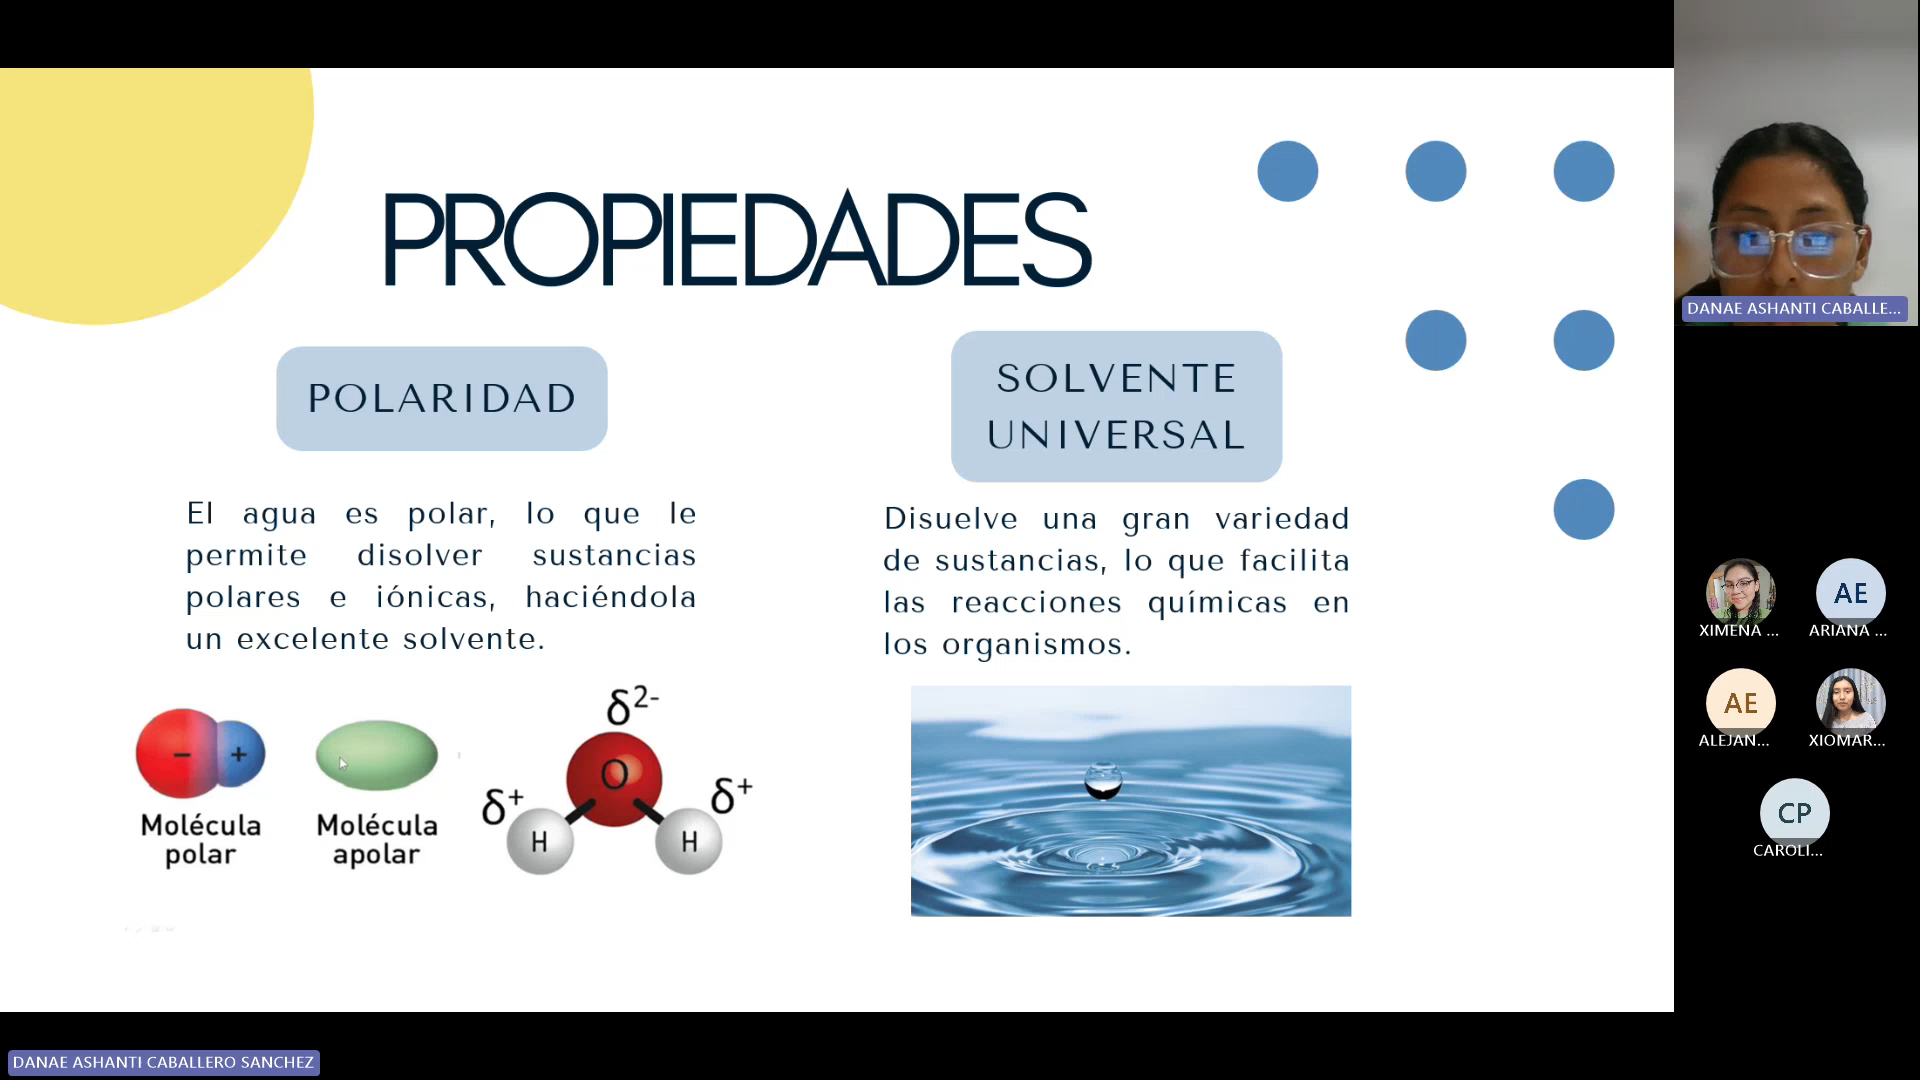 PROPIEDADES
POLARIDAD
El agua es polar, lo que le
permite disolver sustancias
polares e iónicas, haciéndola
un excelente solvente.
−
+
Molécula
polar
Molécula
apolar
δ2-
O
δ+
δ+
H
H
SOLVENTE
UNIVERSAL
Disuelve una gran variedad
de sustancias, lo que facilita
las reacciones químicas en
los organismos.
DANAE ASHANTI CABALLE...
XIMENA ...
AE
ARIANA ...
AE
ALEJAN...
XIOMAR...
CP
CAROLI...
DANAE ASHANTI CABALLERO SANCHEZ